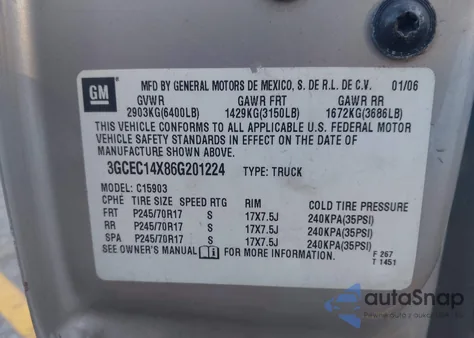 GM
MFD BY GENERAL MOTORS DE MEXICO, S. DE R.L. DE C.V. 01/06
GVWR GAWR FRT GAWR RR
2903KG(6400LB) 1429KG(3150LB) 1672KG(3686LB)
THIS VEHICLE CONFORMS TO ALL APPLICABLE U.S. FEDERAL MOTOR
VEHICLE SAFETY STANDARDS IN EFFECT ON THE DATE OF
MANUFACTURE SHOWN ABOVE.
3GCEC14X86G201224 TYPE: TRUCK
MODEL: C15903
CPHE TIRE SIZE SPEED RIM COLD TIRE PRESSURE
FRT P245/70R17 S 17X7.5J 240KPA(35PSI)
RR P245/70R17 S 17X7.5J 240KPA(35PSI)
SPA P245/70R17 S 17X7.5J 240KPA(35PSI)
SEE OWNER'S MANUAL FOR MORE INFORMATION
F 267
T 1451
autoSnap
Pewne auto z aukcji